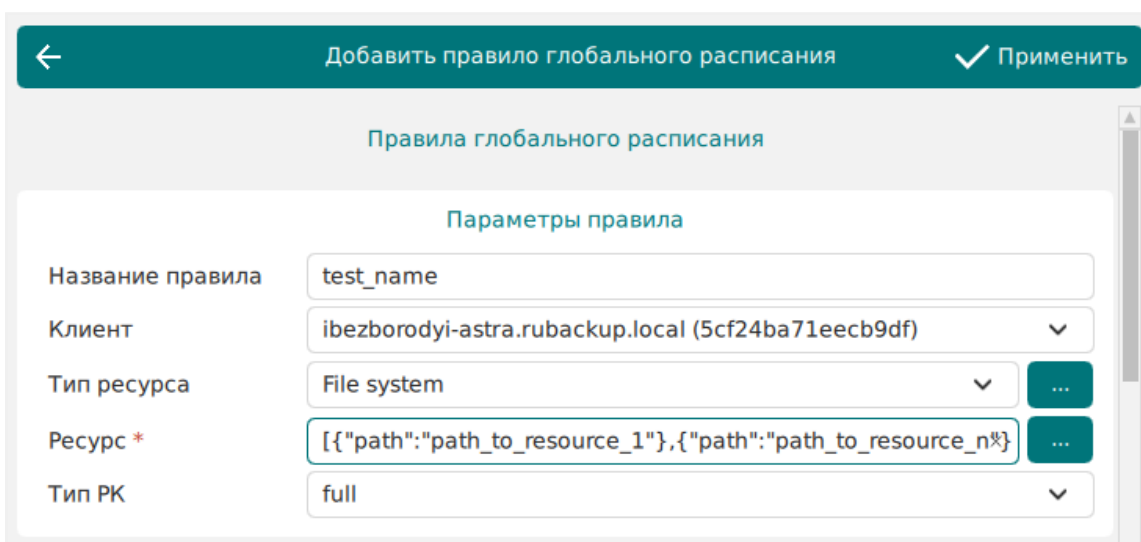 Добавить правило глобального расписания Применить
Правила глобального расписания
Параметры правила
Название правила test_name
Клиент ibezborodyi-astra.rubackup.local (5cf24ba71eecb9df)
Тип ресурса File system ...
Ресурс * [{"path":"path_to_resource_1"},{"path":"path_to_resource_n"} ...
Тип РК full